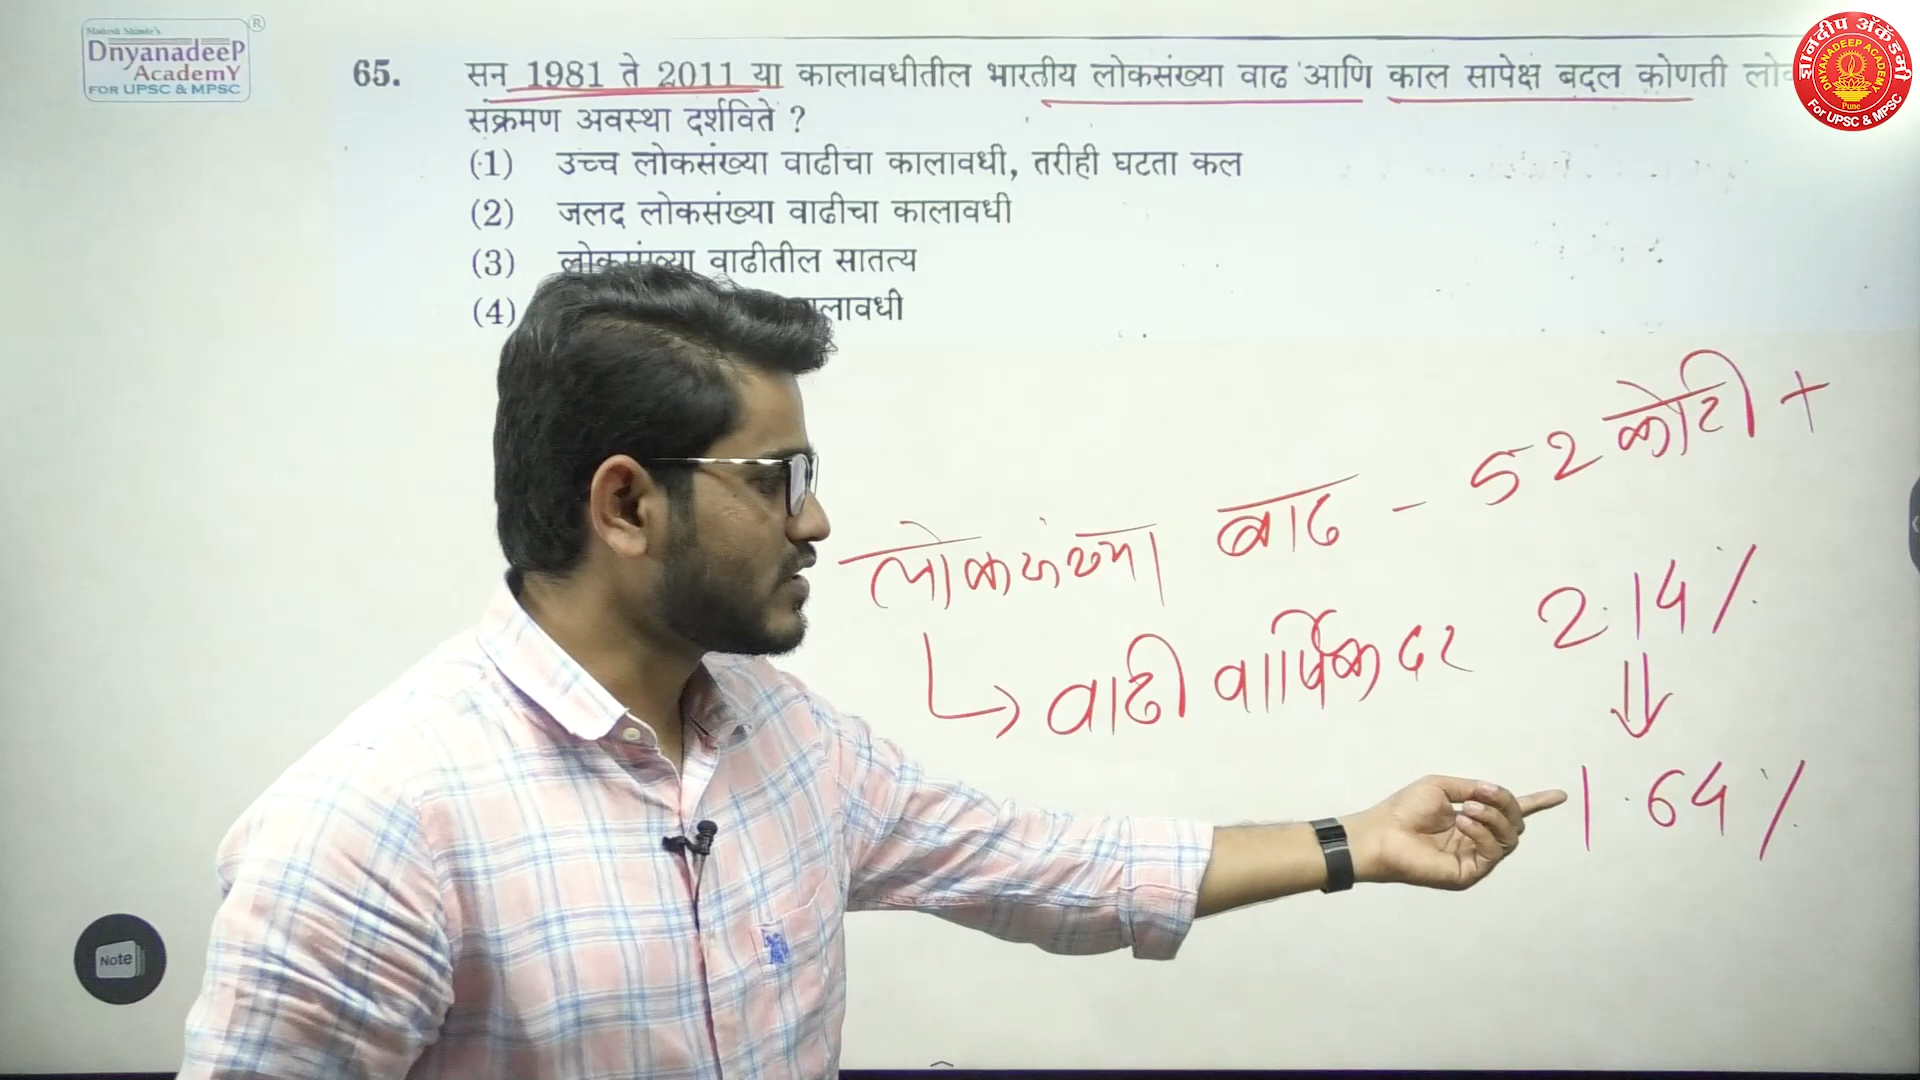 Mahesh Shinde's
DnyanadeeP
AcademY
FOR UPSC & MPSC
®
ज्ञानदीप ॲकॅडमी
DNYANADEEP ACADEMY
Pune
For UPSC & MPSC
65. सन 1981 ते 2011 या कालावधीतील भारतीय लोकसंख्या वाढ आणि काल सापेक्ष बदल कोणती
संक्रमण अवस्था दर्शविते ?
(1) उच्च लोकसंख्या वाढीचा कालावधी, तरीही घटता कल
(2) जलद लोकसंख्या वाढीचा कालावधी
(3) लोकसंख्या वाढीतील सातत्य
(4) लावधी
लोकसंख्या वाढ - 52 कोटी +
↳ वाढी वार्षिक दर 2.14%
⇓
1.64%
Note